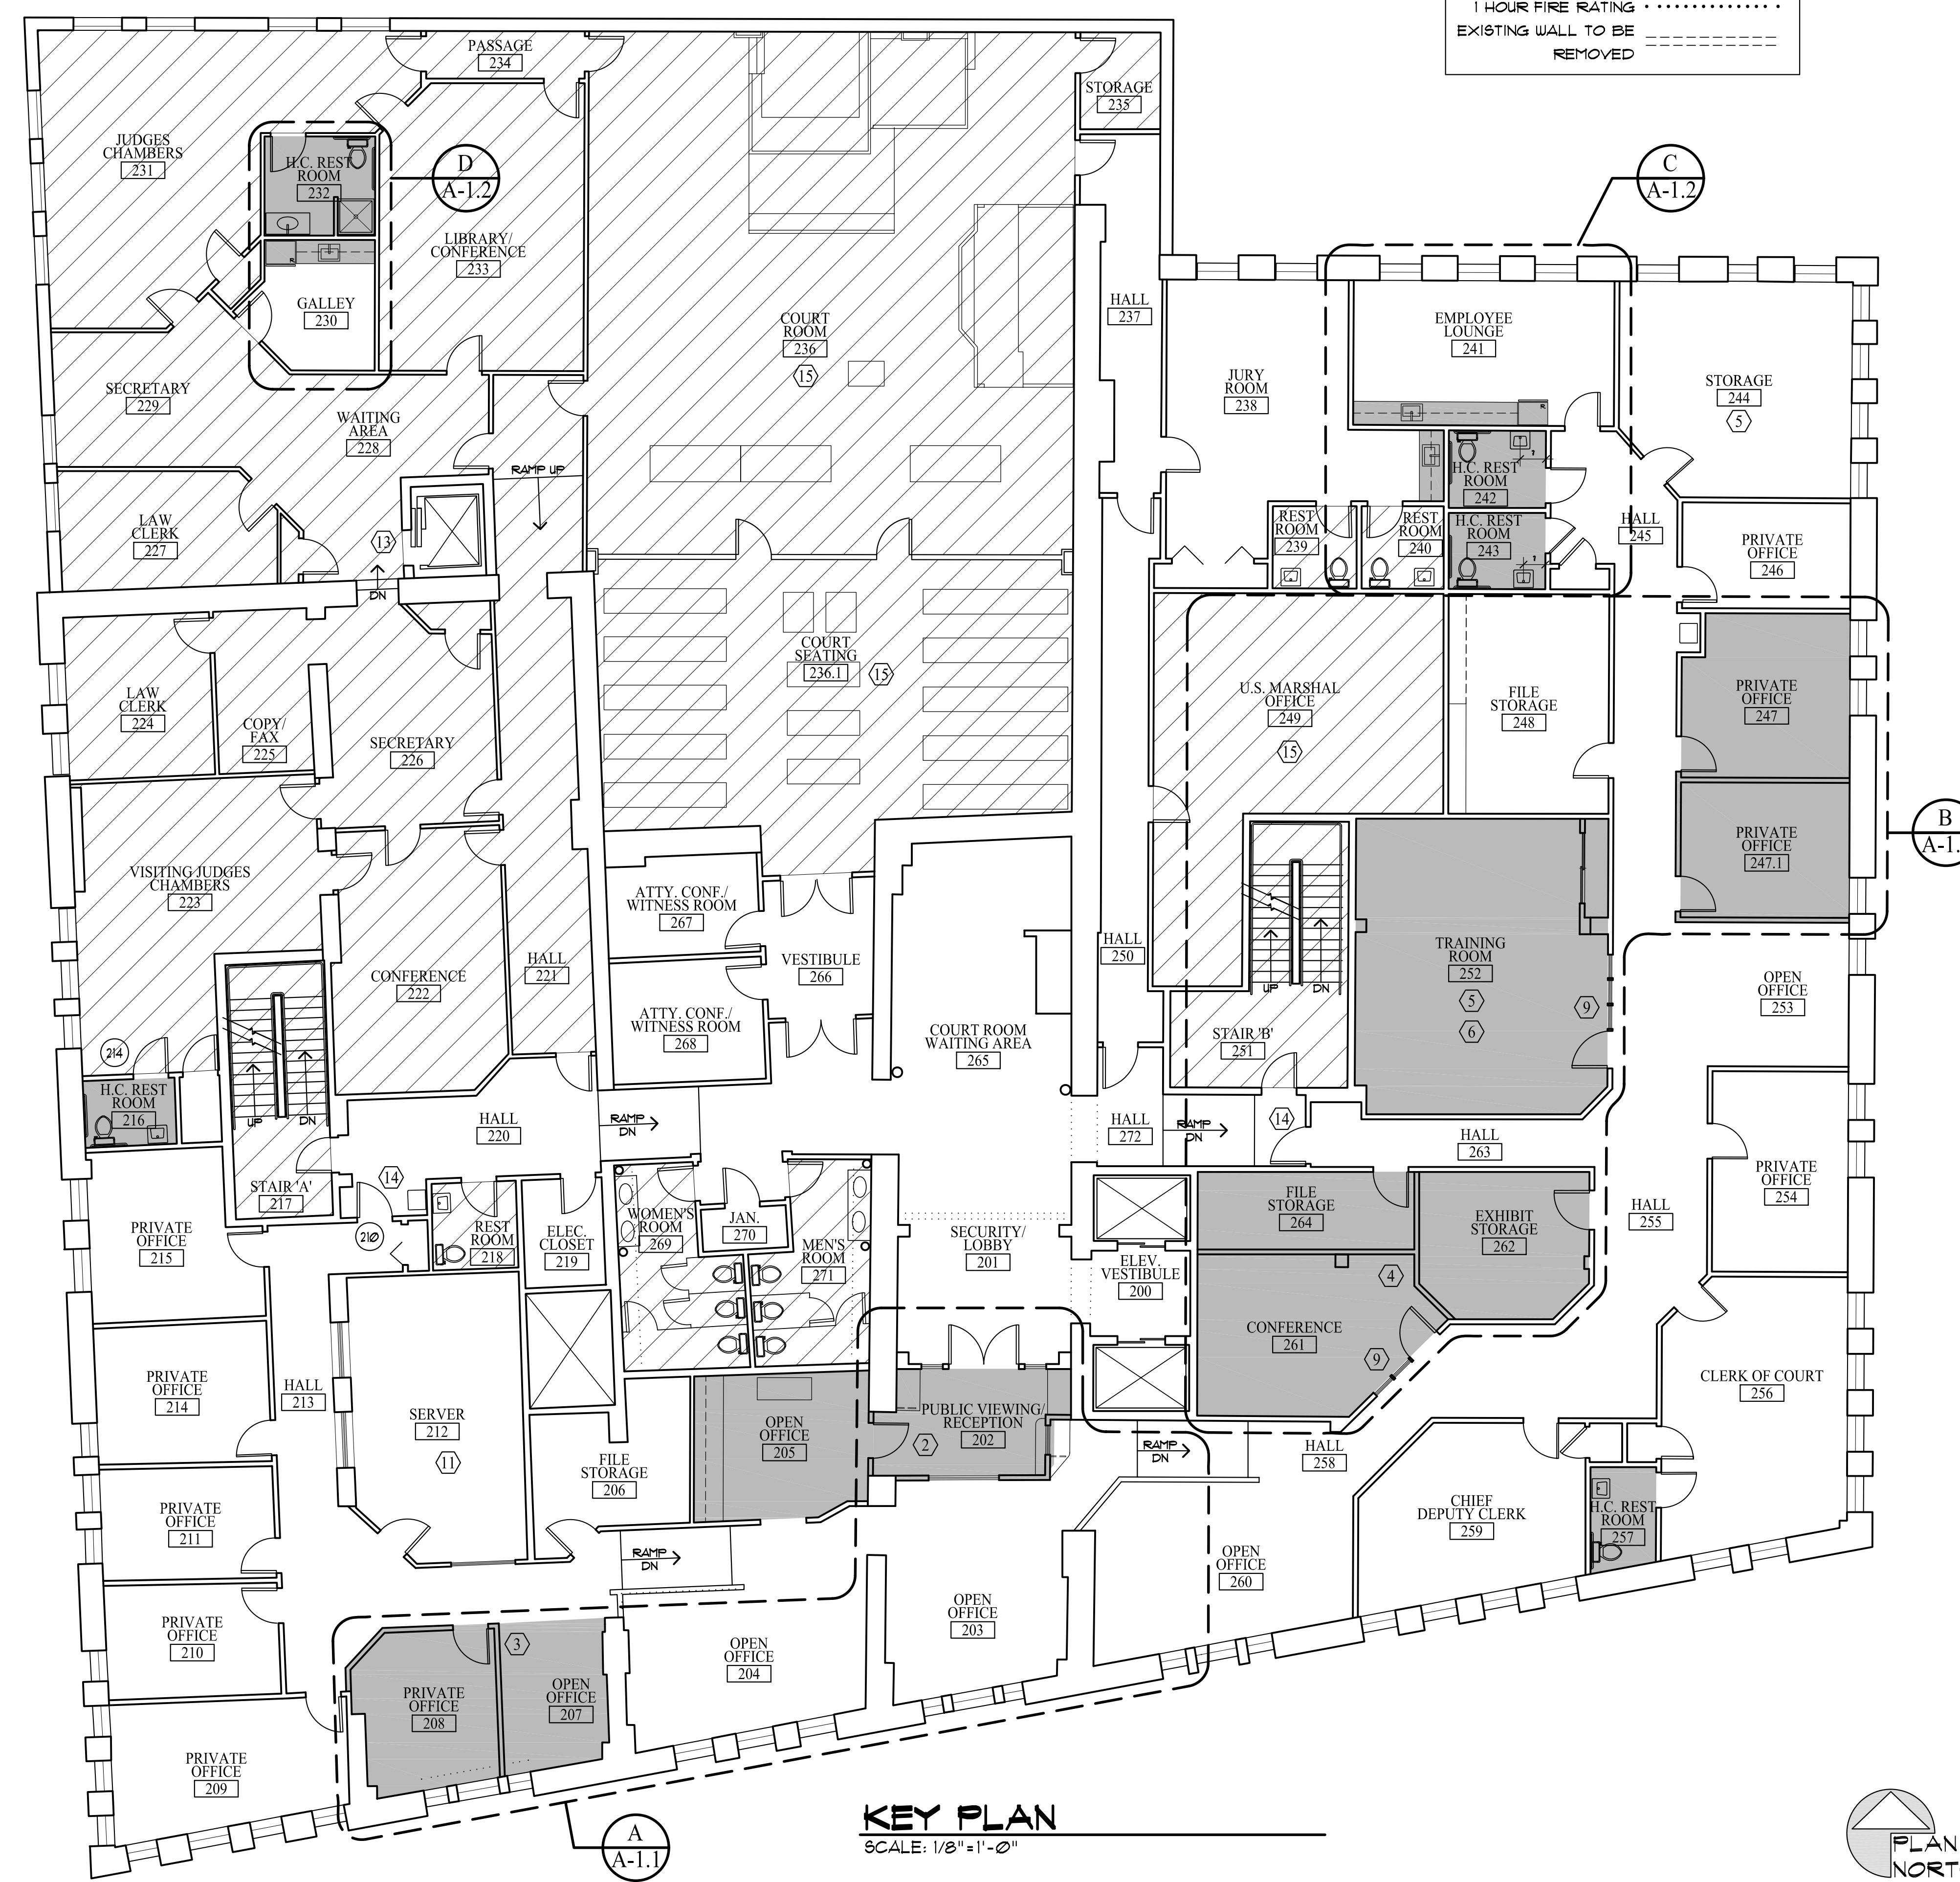 1 HOUR FIRE RATING
EXISTING WALL TO BE
REMOVED
PASSAGE
234
STORAGE
235
JUDGES
CHAMBERS
231
H.C. REST
ROOM
232
D
A-1.2
C
A-1.2
LIBRARY/
CONFERENCE
233
R
GALLEY
230
HALL
237
COURT
ROOM
236
15
EMPLOYEE
LOUNGE
241
R
SECRETARY
229
WAITING
AREA
228
JURY
ROOM
238
STORAGE
244
5
RAMP UP
H.C. REST
ROOM
242
LAW
CLERK
227
13
DN
REST
ROOM
239
REST
ROOM
240
H.C. REST
ROOM
243
HALL
245
PRIVATE
OFFICE
246
COURT
SEATING
236.1
15
U.S. MARSHAL
OFFICE
249
15
FILE
STORAGE
248
PRIVATE
OFFICE
247
LAW
CLERK
224
COPY/
FAX
225
SECRETARY
226
PRIVATE
OFFICE
247.1
B
A-1.
VISITING JUDGES
CHAMBERS
223
ATTY. CONF./
WITNESS ROOM
267
VESTIBULE
266
HALL
250
TRAINING
ROOM
252
5
6
9
CONFERENCE
222
HALL
221
OPEN
OFFICE
253
UP
DN
ATTY. CONF./
WITNESS ROOM
268
COURT ROOM
WAITING AREA
265
STAIR 'B'
251
214
H.C. REST
ROOM
216
UP
DN
HALL
220
RAMP
DN
HALL
272
RAMP
DN
14
HALL
263
PRIVATE
OFFICE
254
STAIR 'A'
217
14
210
REST
ROOM
218
ELEC.
CLOSET
219
WOMEN'S
ROOM
269
JAN.
270
MEN'S
ROOM
271
SECURITY/
LOBBY
201
ELEV.
VESTIBULE
200
FILE
STORAGE
264
EXHIBIT
STORAGE
262
HALL
255
PRIVATE
OFFICE
215
4
CONFERENCE
261
9
PRIVATE
OFFICE
214
HALL
213
SERVER
212
11
FILE
STORAGE
206
OPEN
OFFICE
205
PUBLIC VIEWING/
RECEPTION
202
2
RAMP
DN
HALL
258
CLERK OF COURT
256
PRIVATE
OFFICE
211
CHIEF
DEPUTY CLERK
259
H.C. REST
ROOM
257
RAMP
DN
OPEN
OFFICE
260
OPEN
OFFICE
203
PRIVATE
OFFICE
210
3
OPEN
OFFICE
204
PRIVATE
OFFICE
208
OPEN
OFFICE
207
PRIVATE
OFFICE
209
A
A-1.1
KEY PLAN
SCALE: 1/8"=1'-0"
PLAN
NORT